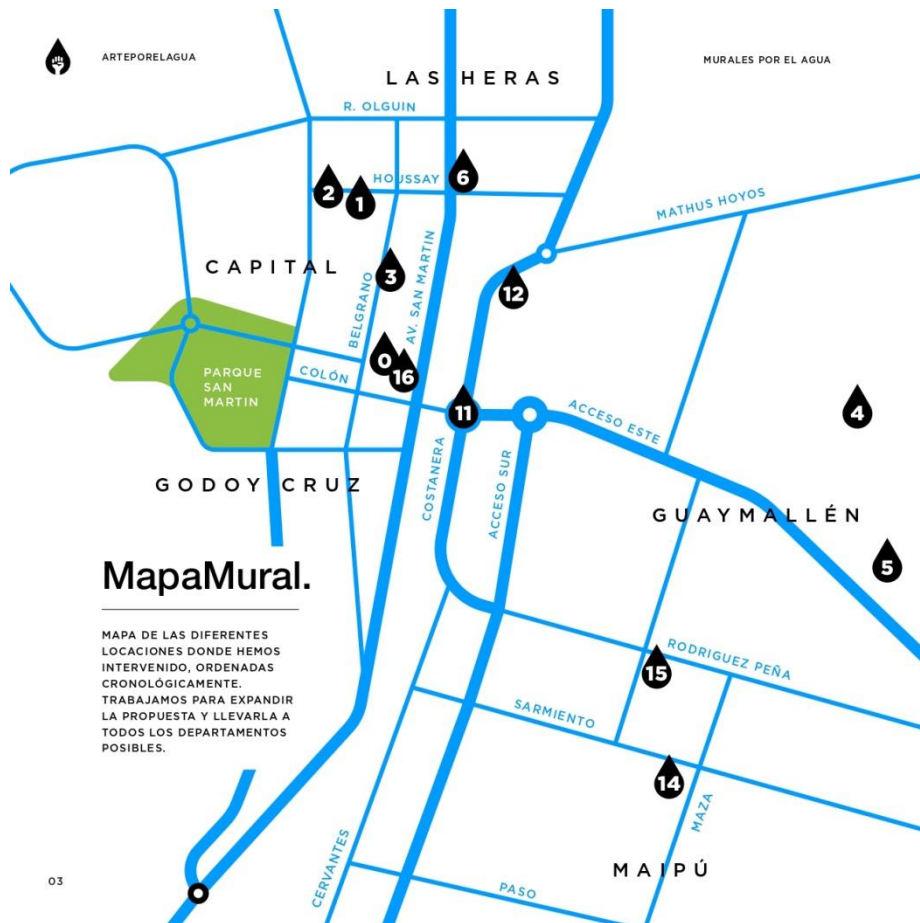 ARTEPORELAGUA
MURALES POR EL AGUA
LAS HERAS
R. OLGUIN
HOUSSAY
6
2
1
MATHUS HOYOS
CAPITAL
3
12
BELGRANO
AV. SAN MARTIN
0
16
COLÓN
PARQUE
SAN
MARTIN
11
ACCESO ESTE
4
COSTANERA
ACCESO SUR
GODOY CRUZ
GUAYMALLÉN
5
MapaMural.
MAPA DE LAS DIFERENTES
LOCACIONES DONDE HEMOS
INTERVENIDO, ORDENADAS
CRONOLÓGICAMENTE.
TRABAJAMOS PARA EXPANDIR
LA PROPUESTA Y LLEVARLA A
TODOS LOS DEPARTAMENTOS
POSIBLES.
RODRIGUEZ PEÑA
15
SARMIENTO
14
MAZA
CERVANTES
MAIPÚ
PASO
03